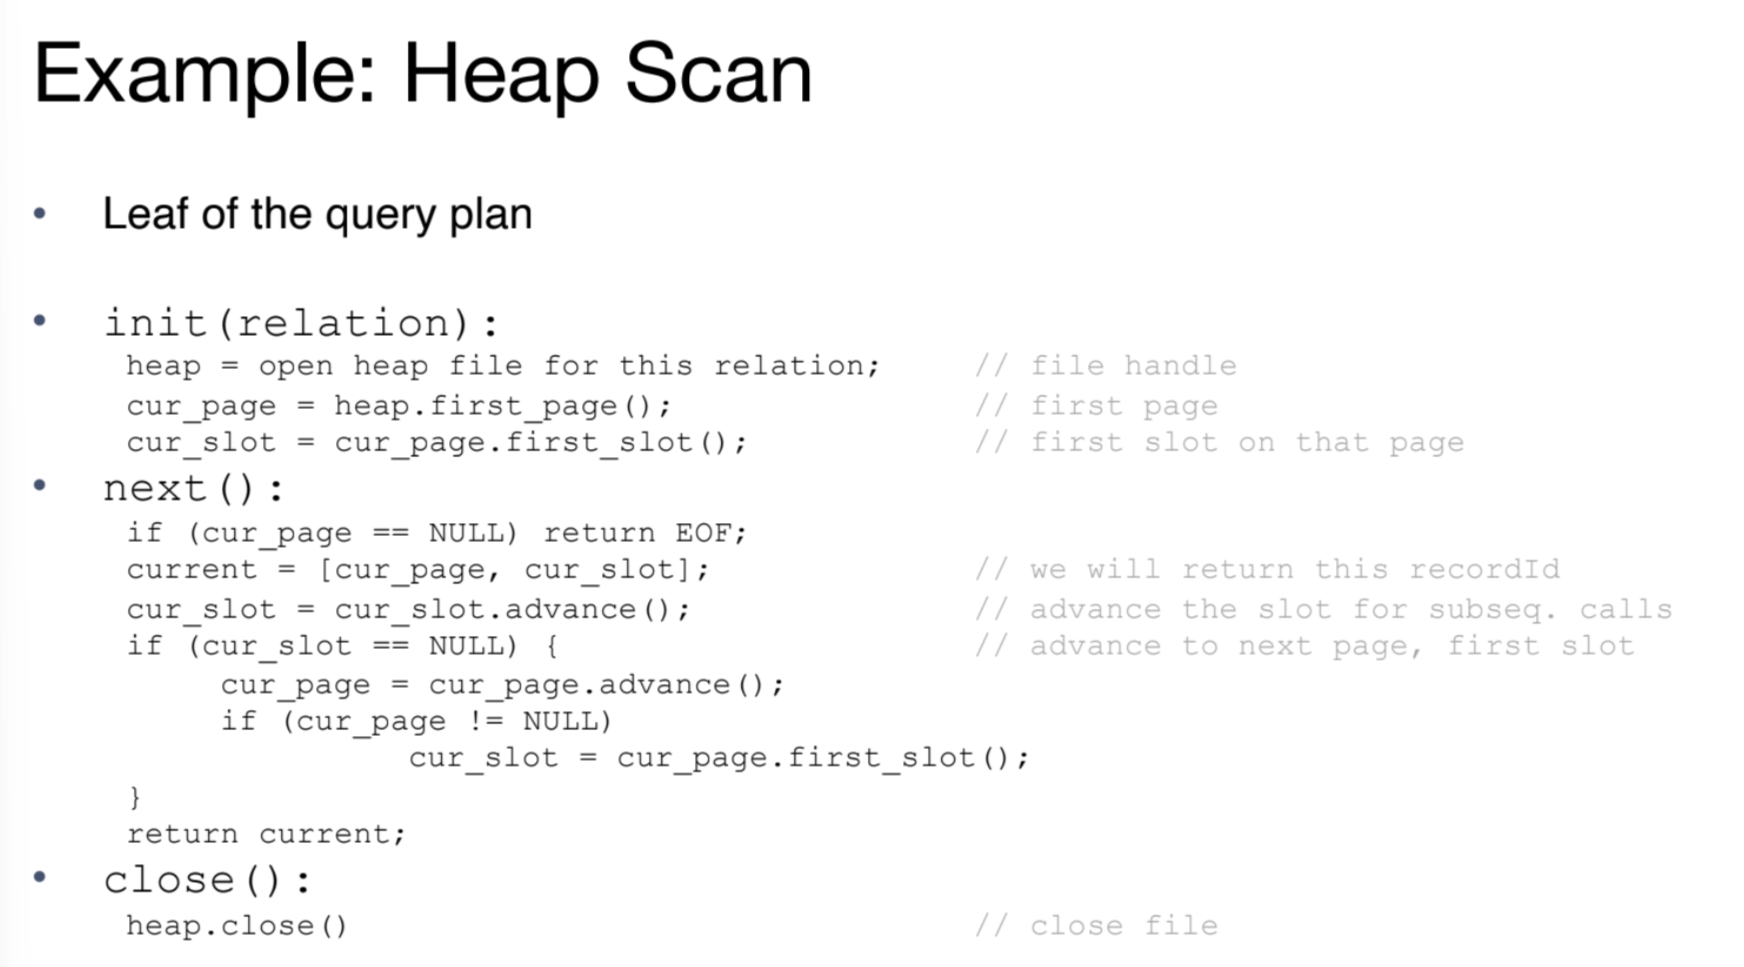 Example: Heap Scan
• Leaf of the query plan
• init(relation):
heap = open heap file for this relation; // file handle
cur_page = heap.first_page(); // first page
cur_slot = cur_page.first_slot(); // first slot on that page
• next():
if (cur_page == NULL) return EOF;
current = [cur_page, cur_slot]; // we will return this recordId
cur_slot = cur_slot.advance(); // advance the slot for subseq. calls
if (cur_slot == NULL) { // advance to next page, first slot
cur_page = cur_page.advance();
if (cur_page != NULL)
cur_slot = cur_page.first_slot();
}
return current;
• close():
heap.close() // close file